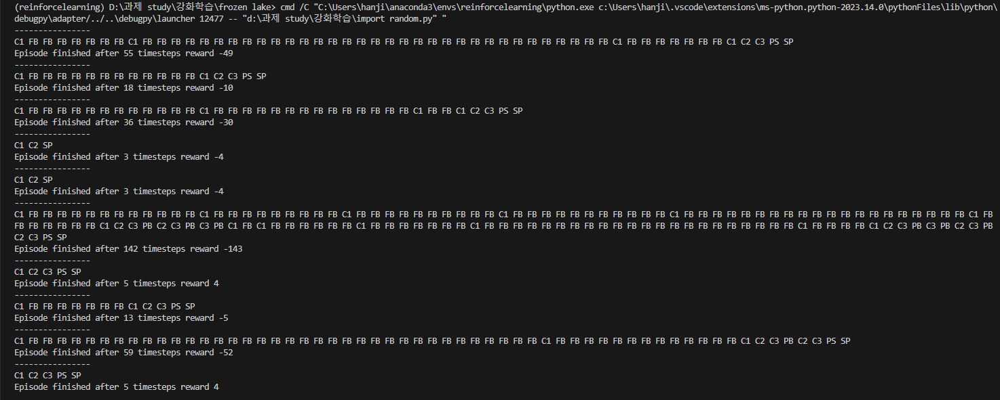 (reinforcelearning) D:\과제 study\강화학습\frozen lake> cmd /C "C:\Users\hanji\anaconda3\envs\reinforcelearning\python.exe c:\Users\hanji\.vscode\extensions\ms-python.python-2023.14.0\pythonFiles\lib\python\
debugpy\adapter/../..\debugpy\launcher 12477 -- "d:\과제 study\강화학습\import random.py" "
----------------
C1 FB FB FB FB FB FB FB C1 FB FB FB FB FB FB FB FB FB FB FB FB FB FB FB FB FB FB FB FB FB FB FB FB FB FB FB FB FB FB FB FB FB C1 FB FB FB FB FB FB FB C1 C2 C3 PS SP
Episode finished after 55 timesteps reward -49
----------------
C1 FB FB FB FB FB FB FB FB FB FB FB FB C1 C2 C3 PS SP
Episode finished after 18 timesteps reward -10
----------------
C1 FB FB FB FB FB FB FB FB FB FB FB FB C1 FB FB FB FB FB FB FB FB FB FB FB FB FB FB C1 FB FB C1 C2 C3 PS SP
Episode finished after 36 timesteps reward -30
----------------
C1 C2 SP
Episode finished after 3 timesteps reward -4
----------------
C1 C2 SP
Episode finished after 3 timesteps reward -4
----------------
C1 FB FB FB FB FB FB FB FB FB FB FB FB C1 FB FB FB FB FB FB FB FB FB C1 FB FB FB FB FB FB FB FB FB FB C1 FB FB FB FB FB FB FB FB FB FB FB C1 FB FB FB FB FB FB FB FB FB FB FB FB FB FB FB FB FB FB FB FB C1 FB
FB FB FB FB FB FB C1 C2 C3 PB C2 C3 PB C3 PB C1 FB C1 FB FB FB FB FB FB C1 FB FB FB FB FB FB FB C1 FB FB FB FB FB FB FB FB FB FB FB FB FB FB FB FB FB FB FB FB FB FB C1 FB FB FB FB C1 C2 C3 PB C3 PB C2 C3 PB
C2 C3 PS SP
Episode finished after 142 timesteps reward -143
----------------
C1 C2 C3 PS SP
Episode finished after 5 timesteps reward 4
----------------
C1 FB FB FB FB FB FB FB C1 C2 C3 PS SP
Episode finished after 13 timesteps reward -5
----------------
C1 FB FB FB FB FB FB FB FB FB FB FB FB FB FB FB FB FB FB FB FB FB FB FB FB FB FB FB FB FB FB FB FB FB FB FB FB C1 FB FB FB FB FB FB FB FB FB FB FB FB FB C1 C2 C3 PB C2 C3 PS SP
Episode finished after 59 timesteps reward -52
----------------
C1 C2 C3 PS SP
Episode finished after 5 timesteps reward 4